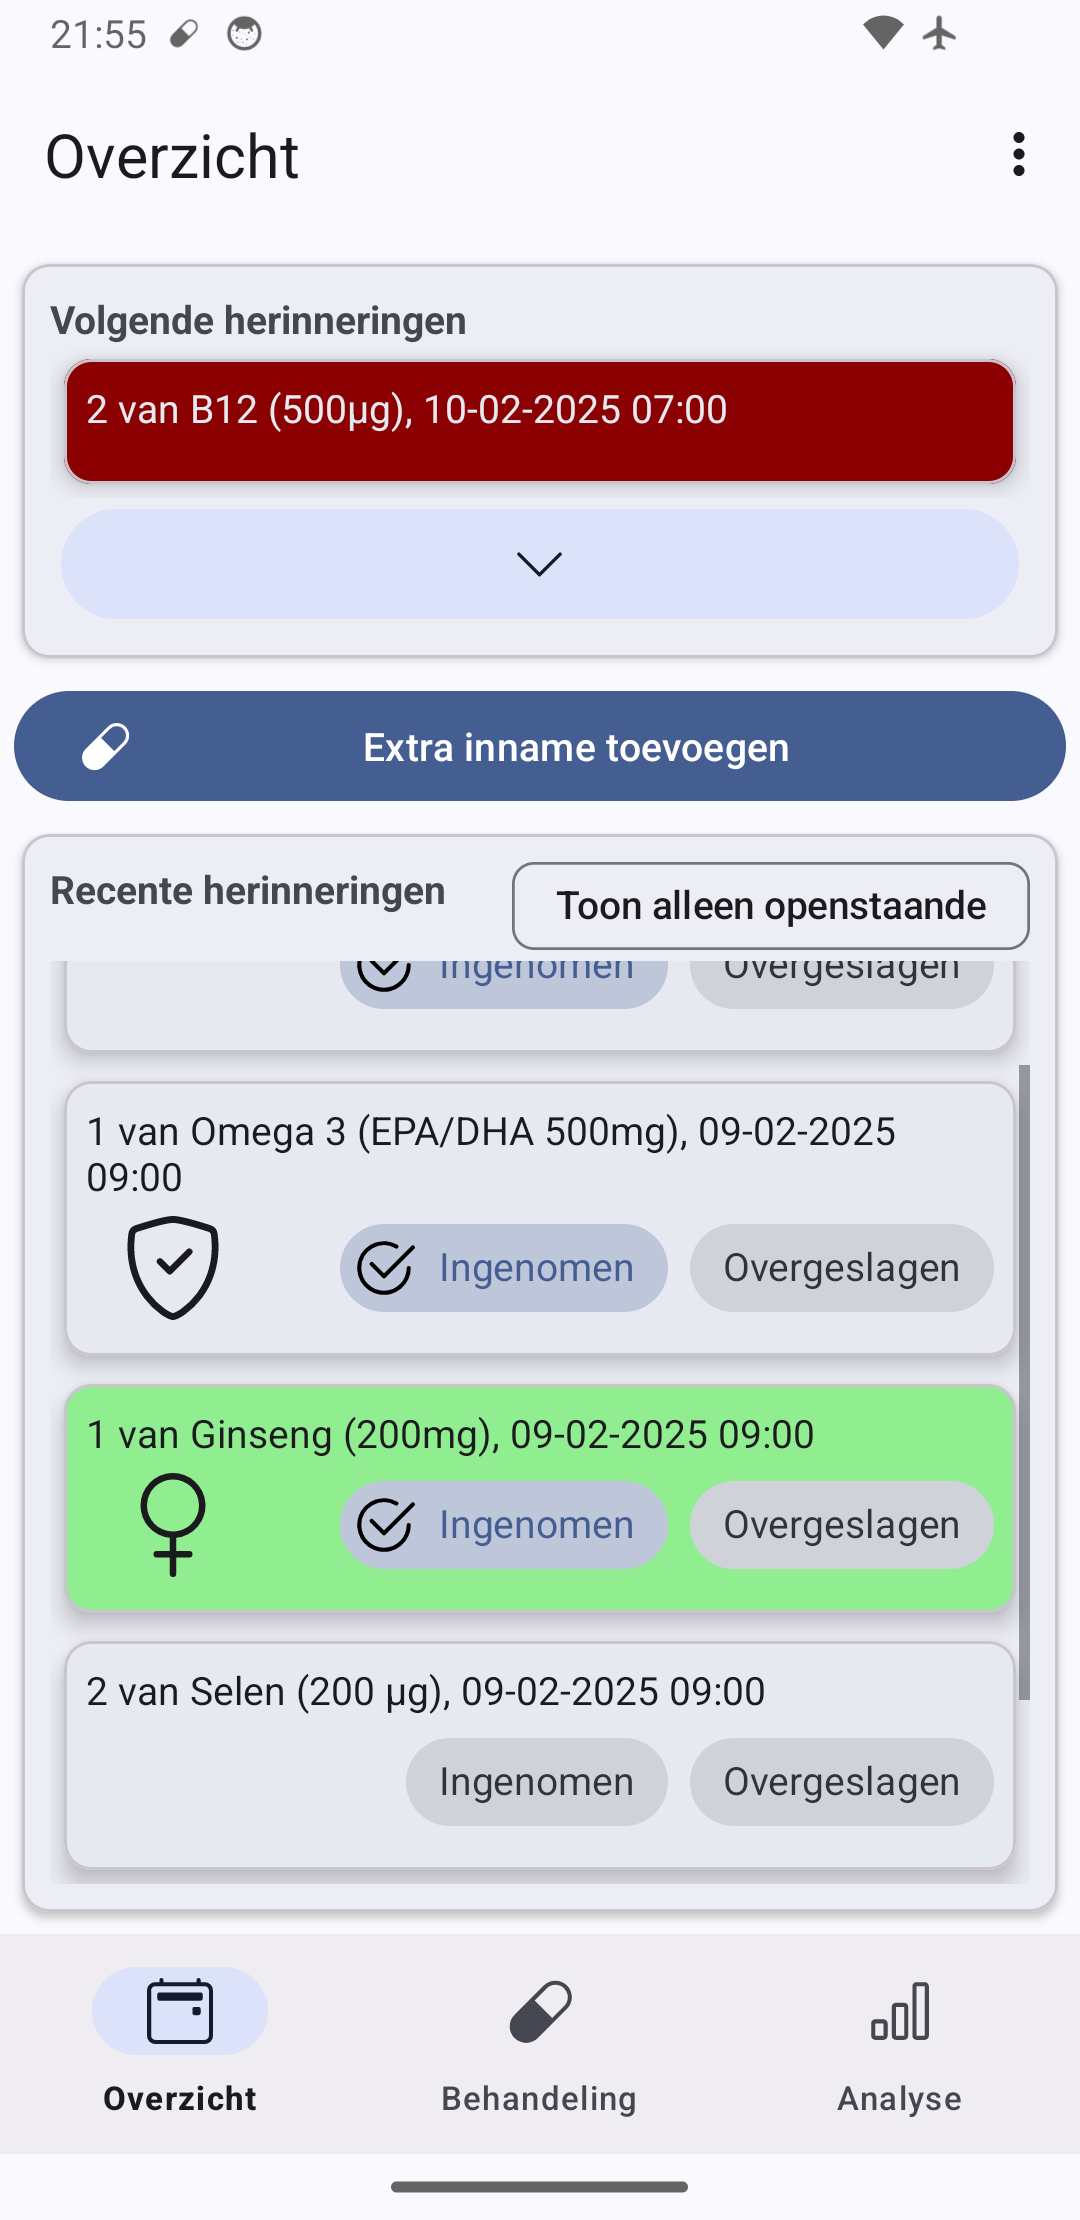 21:55
Overzicht
Volgende herinneringen
2 van B12 (500µg), 10-02-2025 07:00
Extra inname toevoegen
Recente herinneringen
Toon alleen openstaande
Ingenomen
Overgeslagen
1 van Omega 3 (EPA/DHA 500mg), 09-02-2025
09:00
Ingenomen
Overgeslagen
1 van Ginseng (200mg), 09-02-2025 09:00
Ingenomen
Overgeslagen
2 van Selen (200 µg), 09-02-2025 09:00
Ingenomen
Overgeslagen
Overzicht
Behandeling
Analyse